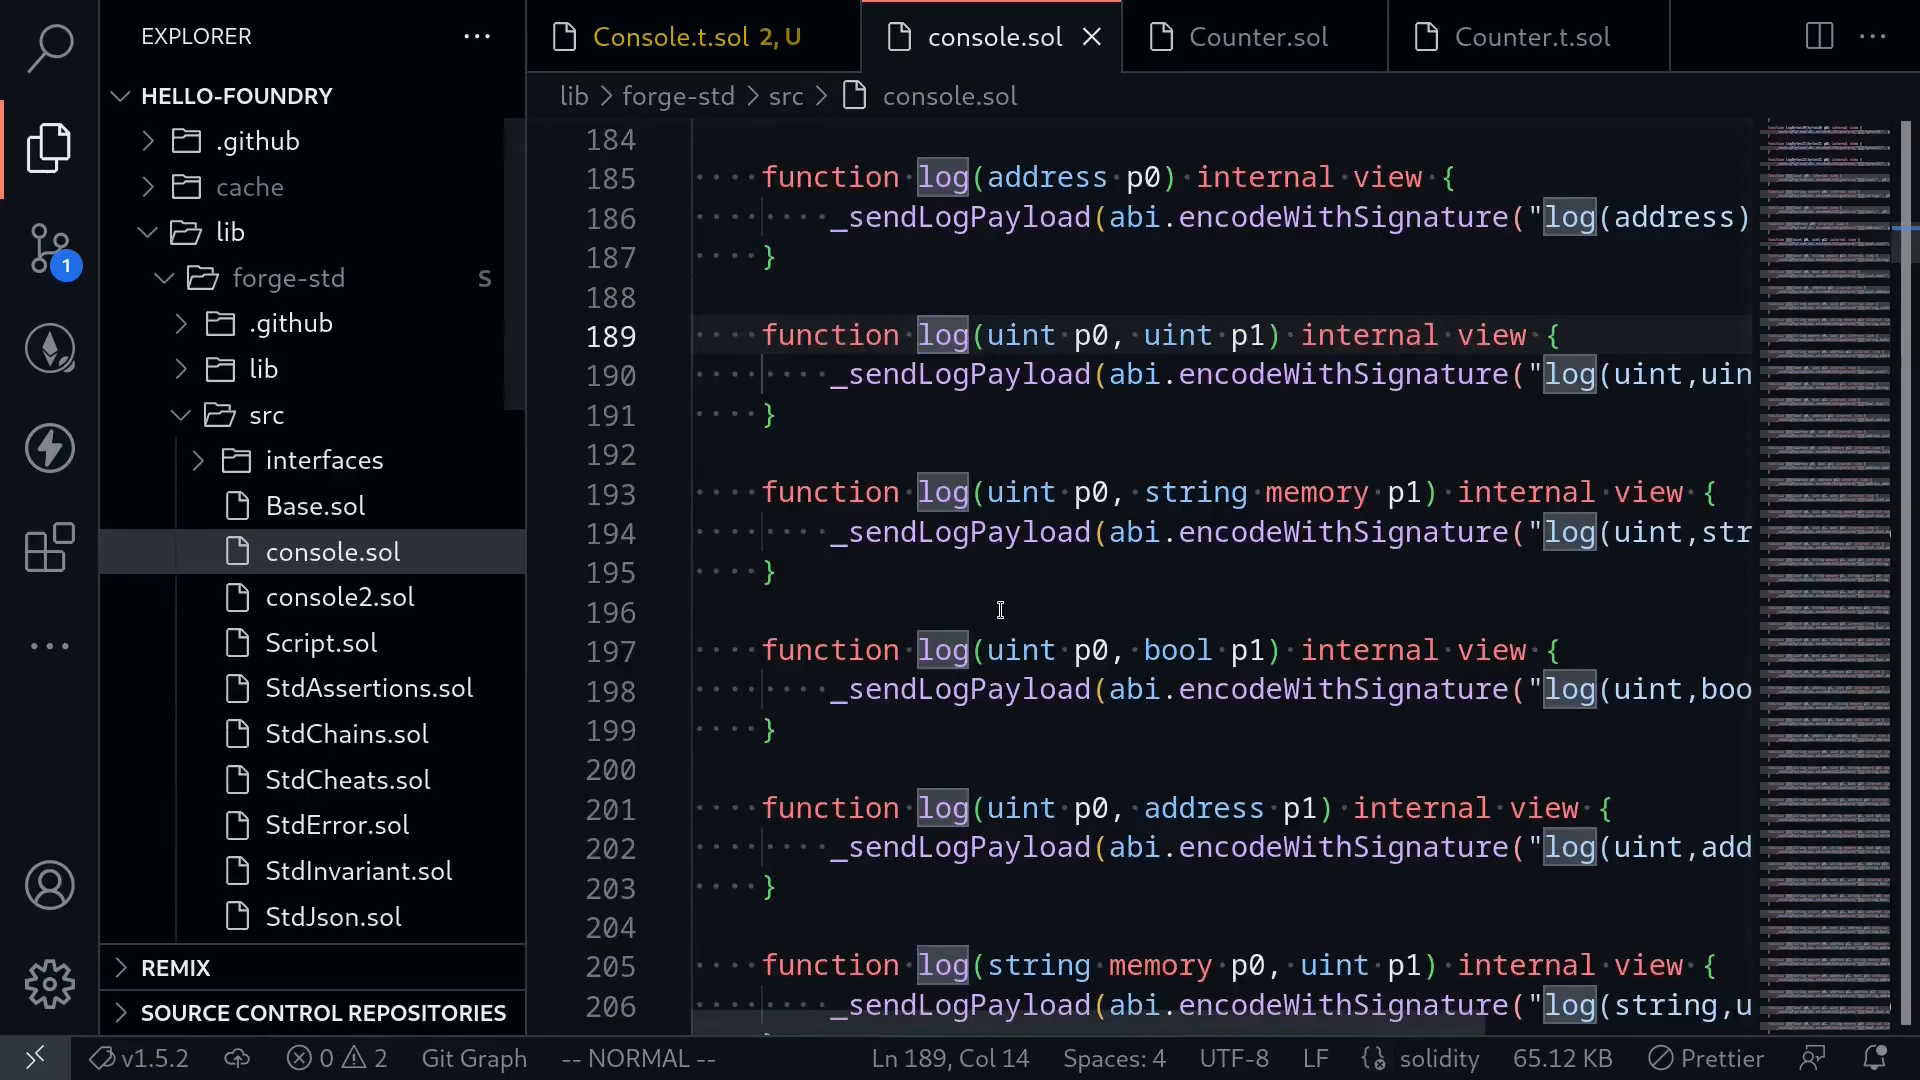 EXPLORER
HELLO-FOUNDRY
.github
cache
lib
forge-std S
.github
lib
src
interfaces
Base.sol
console.sol
console2.sol
Script.sol
StdAssertions.sol
StdChains.sol
StdCheats.sol
StdError.sol
StdInvariant.sol
StdJson.sol
REMIX
SOURCE CONTROL REPOSITORIES
1
Console.t.sol 2, U
console.sol
Counter.sol
Counter.t.sol
lib > forge-std > src > console.sol
184
185 function log(address p0) internal view {
186 _sendLogPayload(abi.encodeWithSignature("log(address)
187 }
188
189 function log(uint p0, uint p1) internal view {
190 _sendLogPayload(abi.encodeWithSignature("log(uint,uin
191 }
192
193 function log(uint p0, string memory p1) internal view {
194 _sendLogPayload(abi.encodeWithSignature("log(uint,str
195 }
196
197 function log(uint p0, bool p1) internal view {
198 _sendLogPayload(abi.encodeWithSignature("log(uint,boo
199 }
200
201 function log(uint p0, address p1) internal view {
202 _sendLogPayload(abi.encodeWithSignature("log(uint,add
203 }
204
205 function log(string memory p0, uint p1) internal view {
206 _sendLogPayload(abi.encodeWithSignature("log(string,u
v1.5.2 0 2 Git Graph -- NORMAL -- Ln 189, Col 14 Spaces: 4 UTF-8 LF solidity 65.12 KB Prettier